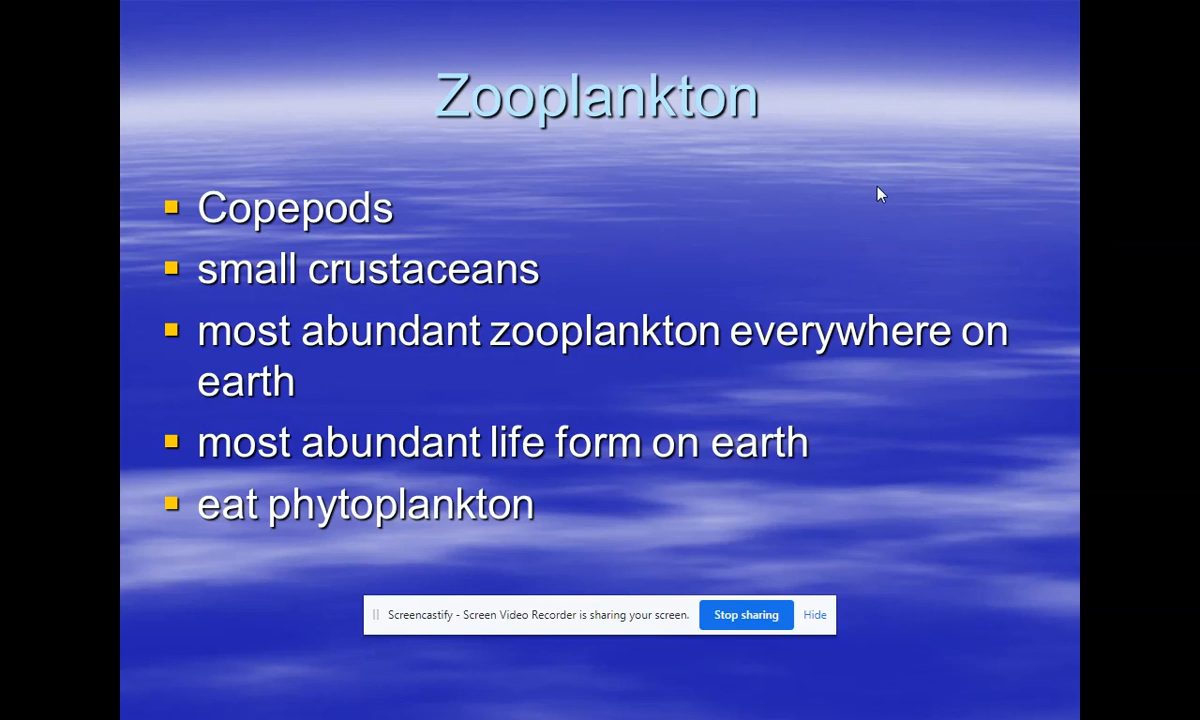 Zooplankton
Copepods
small crustaceans
most abundant zooplankton everywhere on
earth
most abundant life form on earth
eat phytoplankton
Screencastify - Screen Video Recorder is sharing your screen. Stop sharing Hide